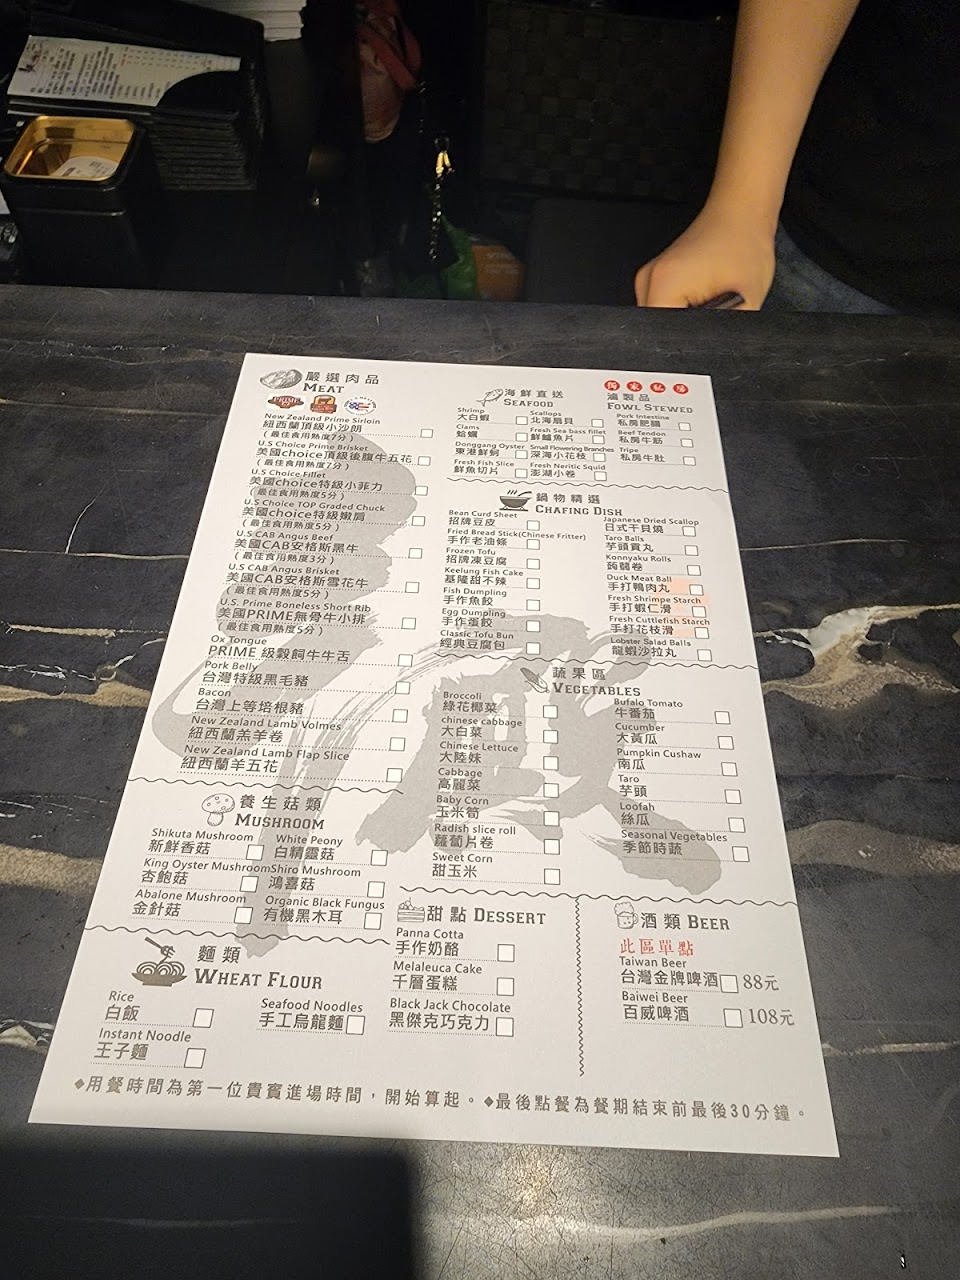 嚴選肉品
MEAT
PRIME
New Zealand Prime Sirloin
紐西蘭頂級小沙朗
(最佳食用熟度7分)
U.S Choice Prime Brisket
美國choice頂級後腹牛五花
(最佳食用熟度7分)
U.S Choice Fillet
美國choice特級小菲力
(最佳食用熟度5分)
U.S Choice TOP Graded Chuck
美國choice特級嫩肩
(最佳食用熟度5分)
U.S CAB Angus Beef
美國CAB安格斯黑牛
(最佳食用熟度3分)
U.S CAB Angus Brisket
美國CAB安格斯雪花牛
(最佳食用熟度5分)
U.S. Prime Boneless Short Rib
美國PRIME無骨牛小排
(最佳食用熟度5分)
Ox Tongue
PRIME 級穀飼牛牛舌
Pork Belly
台灣特級黑毛豬
Bacon
台灣上等培根豬
New Zealand Lamb Volmes
紐西蘭羔羊卷
New Zealand Lamb Flap Slice
紐西蘭羊五花
海鮮直送
SEAFOOD
Shrimp
大白蝦
Scallops
北海扇貝
Clams
蛤蠣
Fresh Sea bass fillet
鮮鱸魚片
Donggang Oyster
東港鮮蚵
Small Flowering Branches
深海小花枝
Fresh Fish Slice
鮮魚切片
Fresh Neritic Squid
澎湖小卷
獨家私房
滷製品
FOWL STEWED
Pork Intestine
私房肥腸
Beef Tendon
私房牛筋
Tripe
私房牛肚
鍋物精選
CHAFING DISH
Bean Curd Sheet
招牌豆皮
Fried Bread Stick(Chinese Fritter)
手作老油條
Frozen Tofu
招牌凍豆腐
Keelung Fish Cake
基隆甜不辣
Fish Dumpling
手作魚餃
Egg Dumpling
手作蛋餃
Classic Tofu Bun
經典豆腐包
Japanese Dried Scallop
日式干貝燒
Taro Balls
芋頭貢丸
Konnyaku Rolls
蒟蒻卷
Duck Meat Ball
手打鴨肉丸
Fresh Shrimpe Starch
手打蝦仁滑
Fresh Cuttlefish Starch
手打花枝滑
Lobster Salad Balls
龍蝦沙拉丸
蔬果區
VEGETABLES
Broccoli
綠花椰菜
chinese cabbage
大白菜
Chinese Lettuce
大陸妹
Cabbage
高麗菜
Baby Corn
玉米筍
Radish slice roll
蘿蔔片卷
Sweet Corn
甜玉米
Bufalo Tomato
牛番茄
Cucumber
大黃瓜
Pumpkin Cushaw
南瓜
Taro
芋頭
Loofah
絲瓜
Seasonal Vegetables
季節時蔬
養生菇類
MUSHROOM
Shikuta Mushroom
新鮮香菇
White Peony
白精靈菇
King Oyster Mushroom
杏鮑菇
Shiro Mushroom
鴻喜菇
Abalone Mushroom
金針菇
Organic Black Fungus
有機黑木耳
麵類
WHEAT FLOUR
Rice
白飯
Seafood Noodles
手工烏龍麵
Instant Noodle
王子麵
甜點 DESSERT
Panna Cotta
手作奶酪
Melaleuca Cake
千層蛋糕
Black Jack Chocolate
黑傑克巧克力
酒類 BEER
此區單點
Taiwan Beer
台灣金牌啤酒 88元
Baiwei Beer
百威啤酒 108元
◆用餐時間為第一位貴賓進場時間，開始算起。◆最後點餐為餐期結束前最後30分鐘。